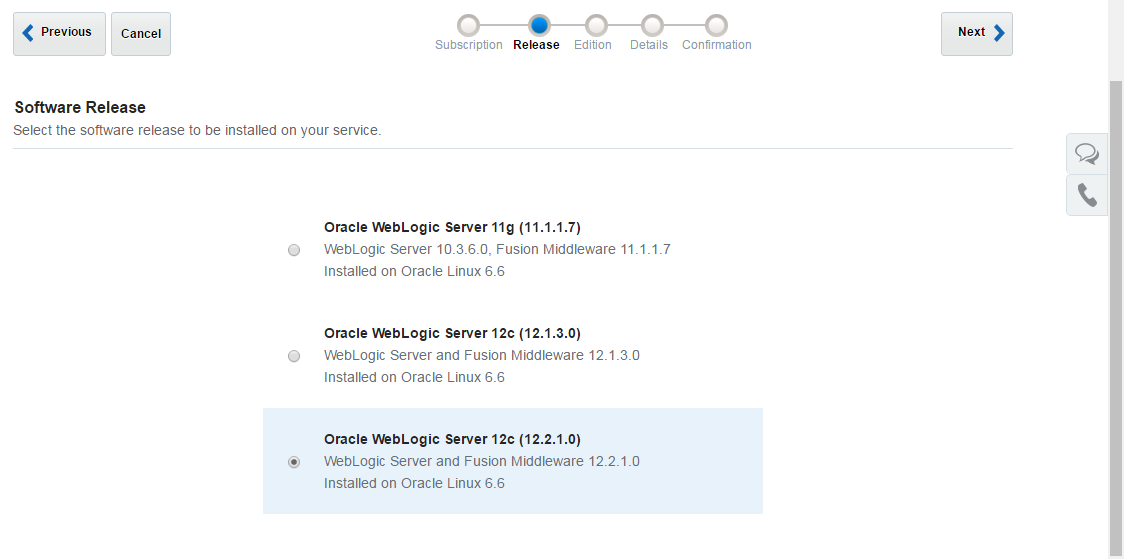 Previous
Cancel
Subscription Release Edition Details Confirmation
Next
Software Release
Select the software release to be installed on your service.
Oracle WebLogic Server 11g (11.1.1.7)
WebLogic Server 10.3.6.0, Fusion Middleware 11.1.1.7
Installed on Oracle Linux 6.6
Oracle WebLogic Server 12c (12.1.3.0)
WebLogic Server and Fusion Middleware 12.1.3.0
Installed on Oracle Linux 6.6
Oracle WebLogic Server 12c (12.2.1.0)
WebLogic Server and Fusion Middleware 12.2.1.0
Installed on Oracle Linux 6.6